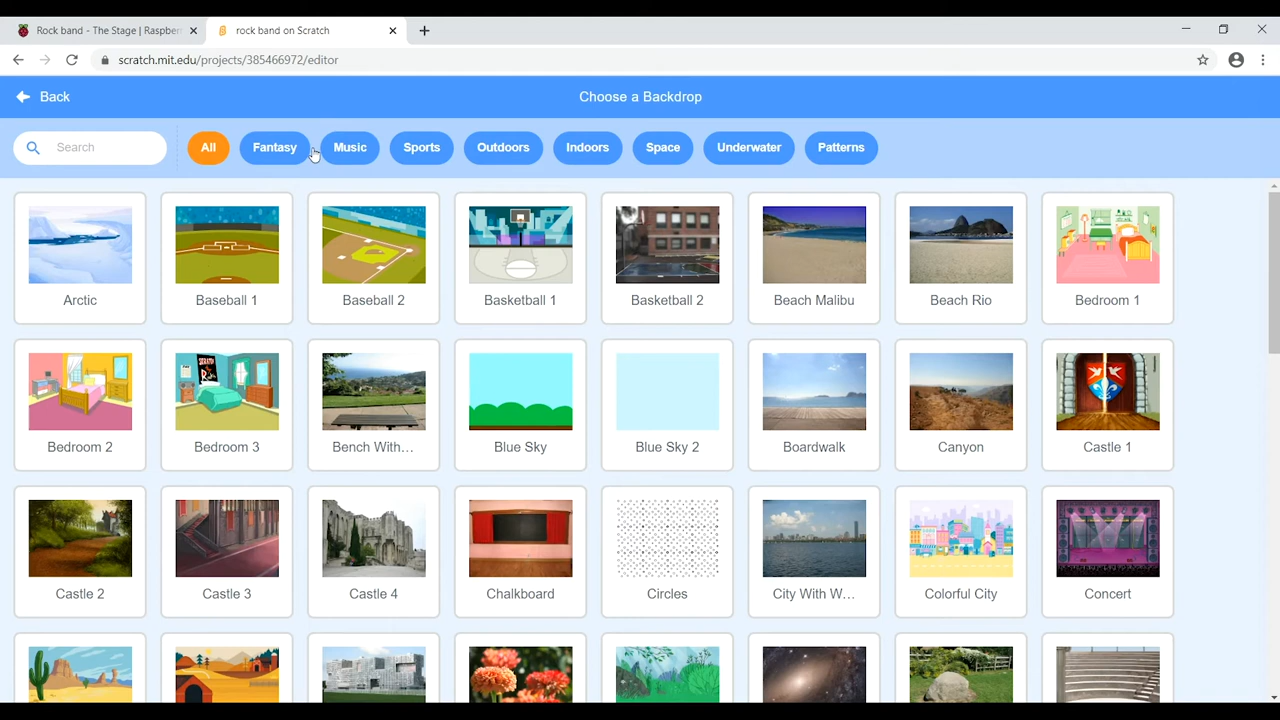 Rock band - The Stage | Raspber
rock band on Scratch
scratch.mit.edu/projects/385466972/editor
Back
Choose a Backdrop
Search
All
Fantasy
Music
Sports
Outdoors
Indoors
Space
Underwater
Patterns
Arctic
Baseball 1
Baseball 2
Basketball 1
Basketball 2
Beach Malibu
Beach Rio
Bedroom 1
Bedroom 2
Bedroom 3
Bench With...
Blue Sky
Blue Sky 2
Boardwalk
Canyon
Castle 1
Castle 2
Castle 3
Castle 4
Chalkboard
Circles
City With W...
Colorful City
Concert